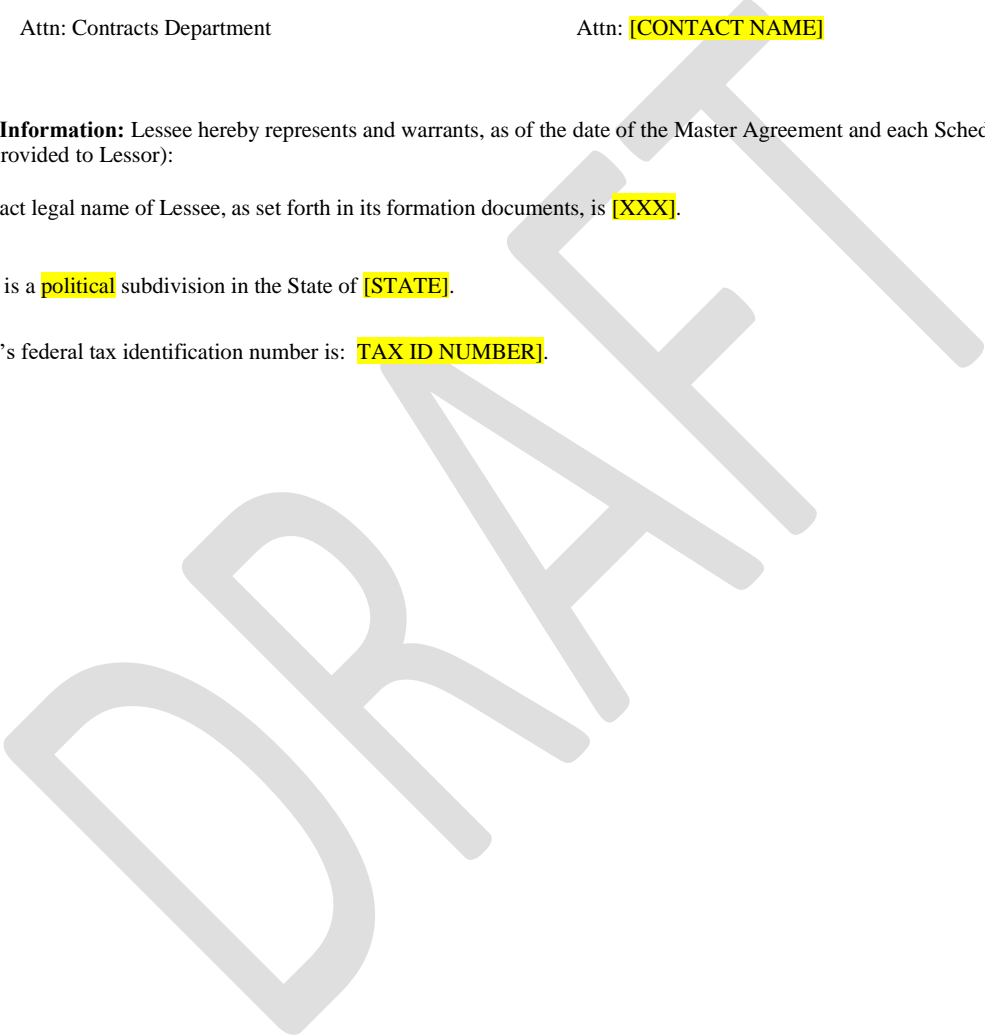 Attn: Contracts Department Attn: [CONTACT NAME]
Information: Lessee hereby represents and warrants, as of the date of the Master Agreement and each Sched
rovided to Lessor):
act legal name of Lessee, as set forth in its formation documents, is [XXX].
is a political subdivision in the State of [STATE].
’s federal tax identification number is: TAX ID NUMBER].
DRAFT